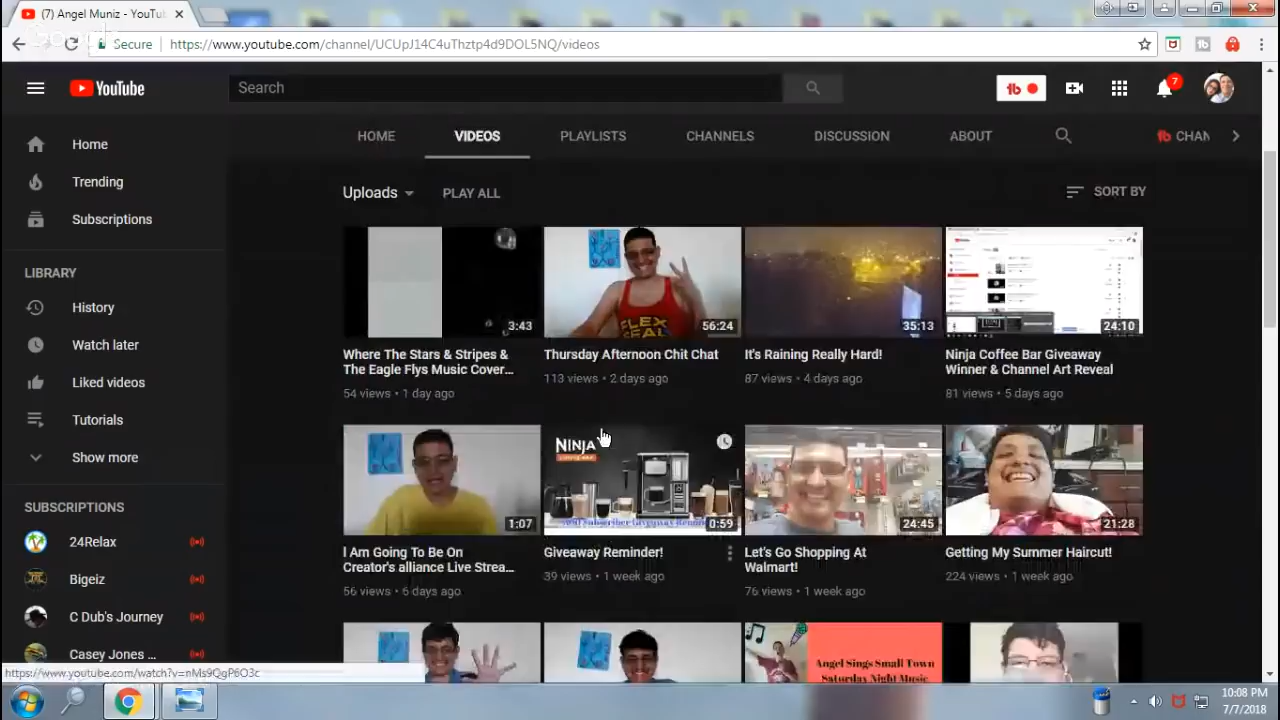 (7) Angel Muniz - YouTub
Secure
https://www.youtube.com/channel/UCUpJ14C4uThztp4d9DOL5NQ/videos
YouTube
Search
7
HOME
VIDEOS
PLAYLISTS
CHANNELS
DISCUSSION
ABOUT
tb CHAN
Home
Trending
Subscriptions
LIBRARY
History
Watch later
Liked videos
Tutorials
Show more
SUBSCRIPTIONS
24Relax
Bigeiz
C Dub's Journey
Casey Jones ...
Uploads
PLAY ALL
SORT BY
3:43
56:24
35:13
24:10
Where The Stars & Stripes &
The Eagle Flys Music Cover...
54 views • 1 day ago
Thursday Afternoon Chit Chat
113 views • 2 days ago
It's Raining Really Hard!
87 views • 4 days ago
Ninja Coffee Bar Giveaway
Winner & Channel Art Reveal
81 views • 5 days ago
NINJA
1:07
0:59
24:45
21:28
I Am Going To Be On
Creator's alliance Live Strea...
56 views • 6 days ago
Giveaway Reminder!
39 views • 1 week ago
Let's Go Shopping At
Walmart!
76 views • 1 week ago
Getting My Summer Haircut!
224 views • 1 week ago
Angel Sings Small Town
Saturday Night Music
https://www.youtube.com/watch?v=nMs9QgP6O3c
10:08 PM
7/7/2018